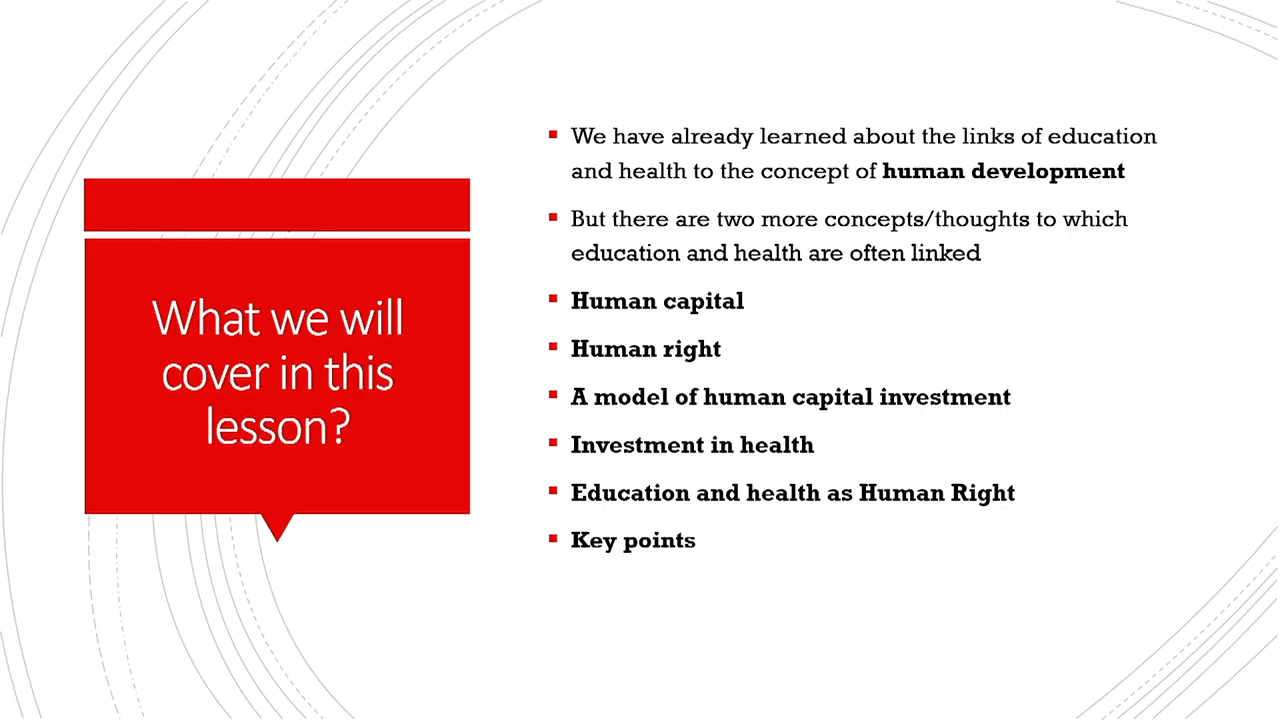 What we will
cover in this
lesson?
We have already learned about the links of education
and health to the concept of human development
But there are two more concepts/thoughts to which
education and health are often linked
Human capital
Human right
A model of human capital investment
Investment in health
Education and health as Human Right
Key points